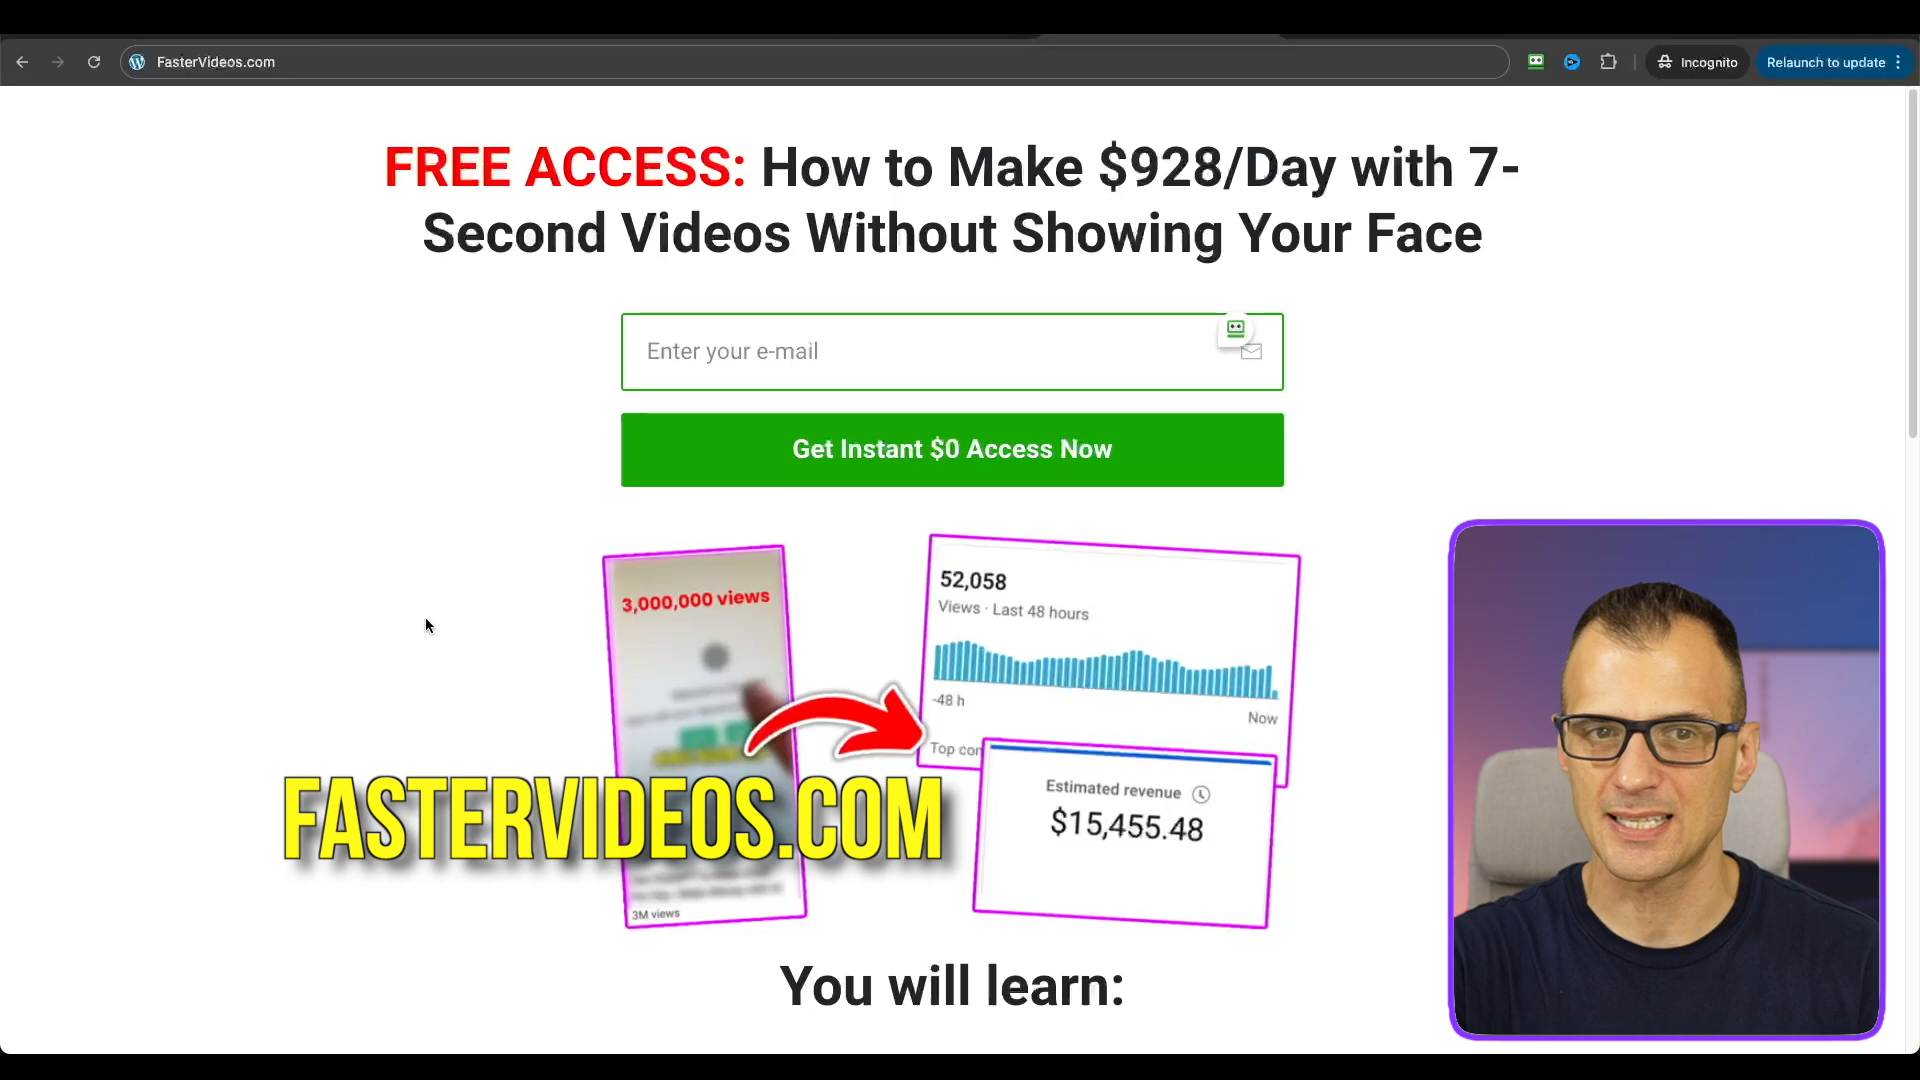 FasterVideos.com
Incognito
Relaunch to update
FREE ACCESS: How to Make $928/Day with 7-
Second Videos Without Showing Your Face
Enter your e-mail
Get Instant $0 Access Now
3,000,000 views
52,058
Views · Last 48 hours
-48 h
Now
Top con
Estimated revenue
$15,455.48
FASTERVIDEOS.COM
3M views
You will learn: